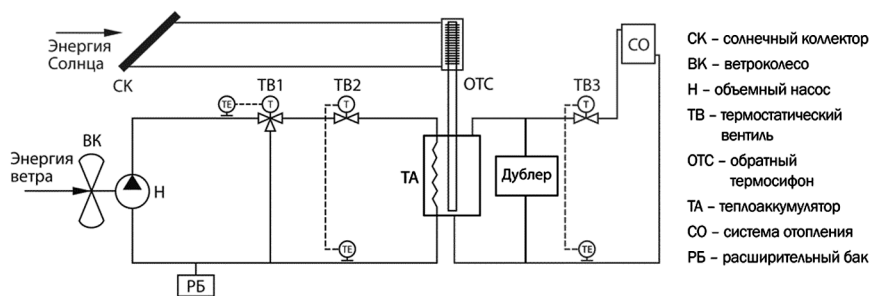 Энергия
Солнца
СК
ТЕ
ТВ1
Т
ТВ2
Т
ОТС
ТВ3
Т
СО
ВК
Энергия
ветра
Н
ТА
Дублер
ТЕ
ТЕ
РБ
СК – солнечный коллектор
ВК – ветроколесо
Н – объемный насос
ТВ – термостатический
вентиль
ОТС – обратный
термосифон
ТА – теплоаккумулятор
СО – система отопления
РБ – расширительный бак